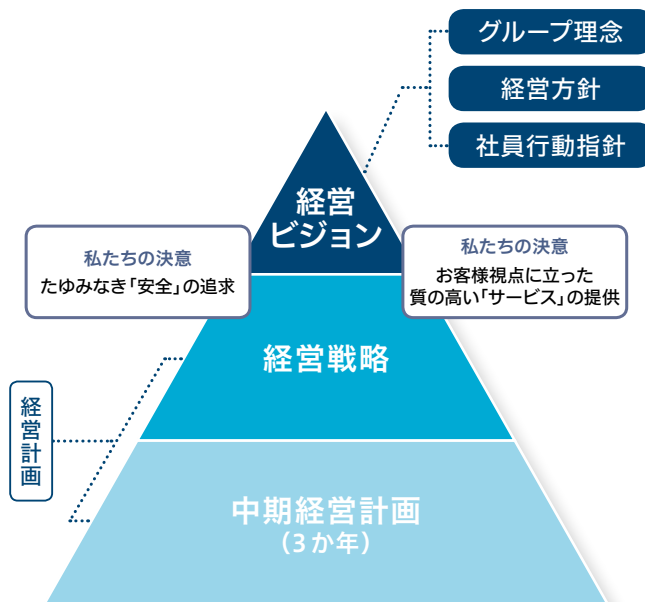 グループ理念
経営方針
社員行動指針
経営
ビジョン
私たちの決意
たゆみなき「安全」の追求
私たちの決意
お客様視点に立った
質の高い「サービス」の提供
経営戦略
経営計画
中期経営計画
(3か年)